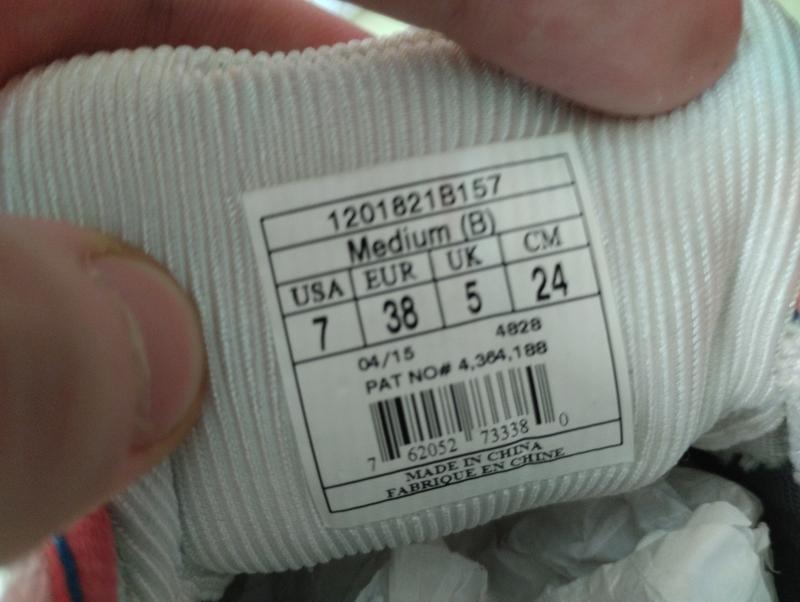 1201821B157
Medium (B)
USA EUR UK CM
7 38 5 24
04/15 4828
PAT NO# 4,364,188
7 62052 73338 0
MADE IN CHINA
FABRIQUE EN CHINE